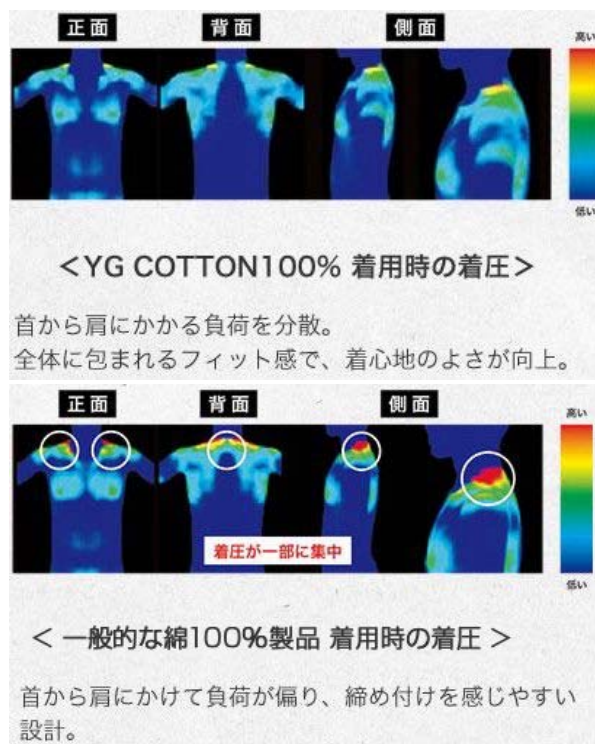 正面 背面 側面
高い
低い
＜YG COTTON100% 着用時の着圧＞
首から肩にかかる負荷を分散。
全体に包まれるフィット感で、着心地のよさが向上。
正面 背面 側面
高い
着圧が一部に集中
低い
＜ 一般的な綿100%製品 着用時の着圧 ＞
首から肩にかけて負荷が偏り、締め付けを感じやすい
設計。